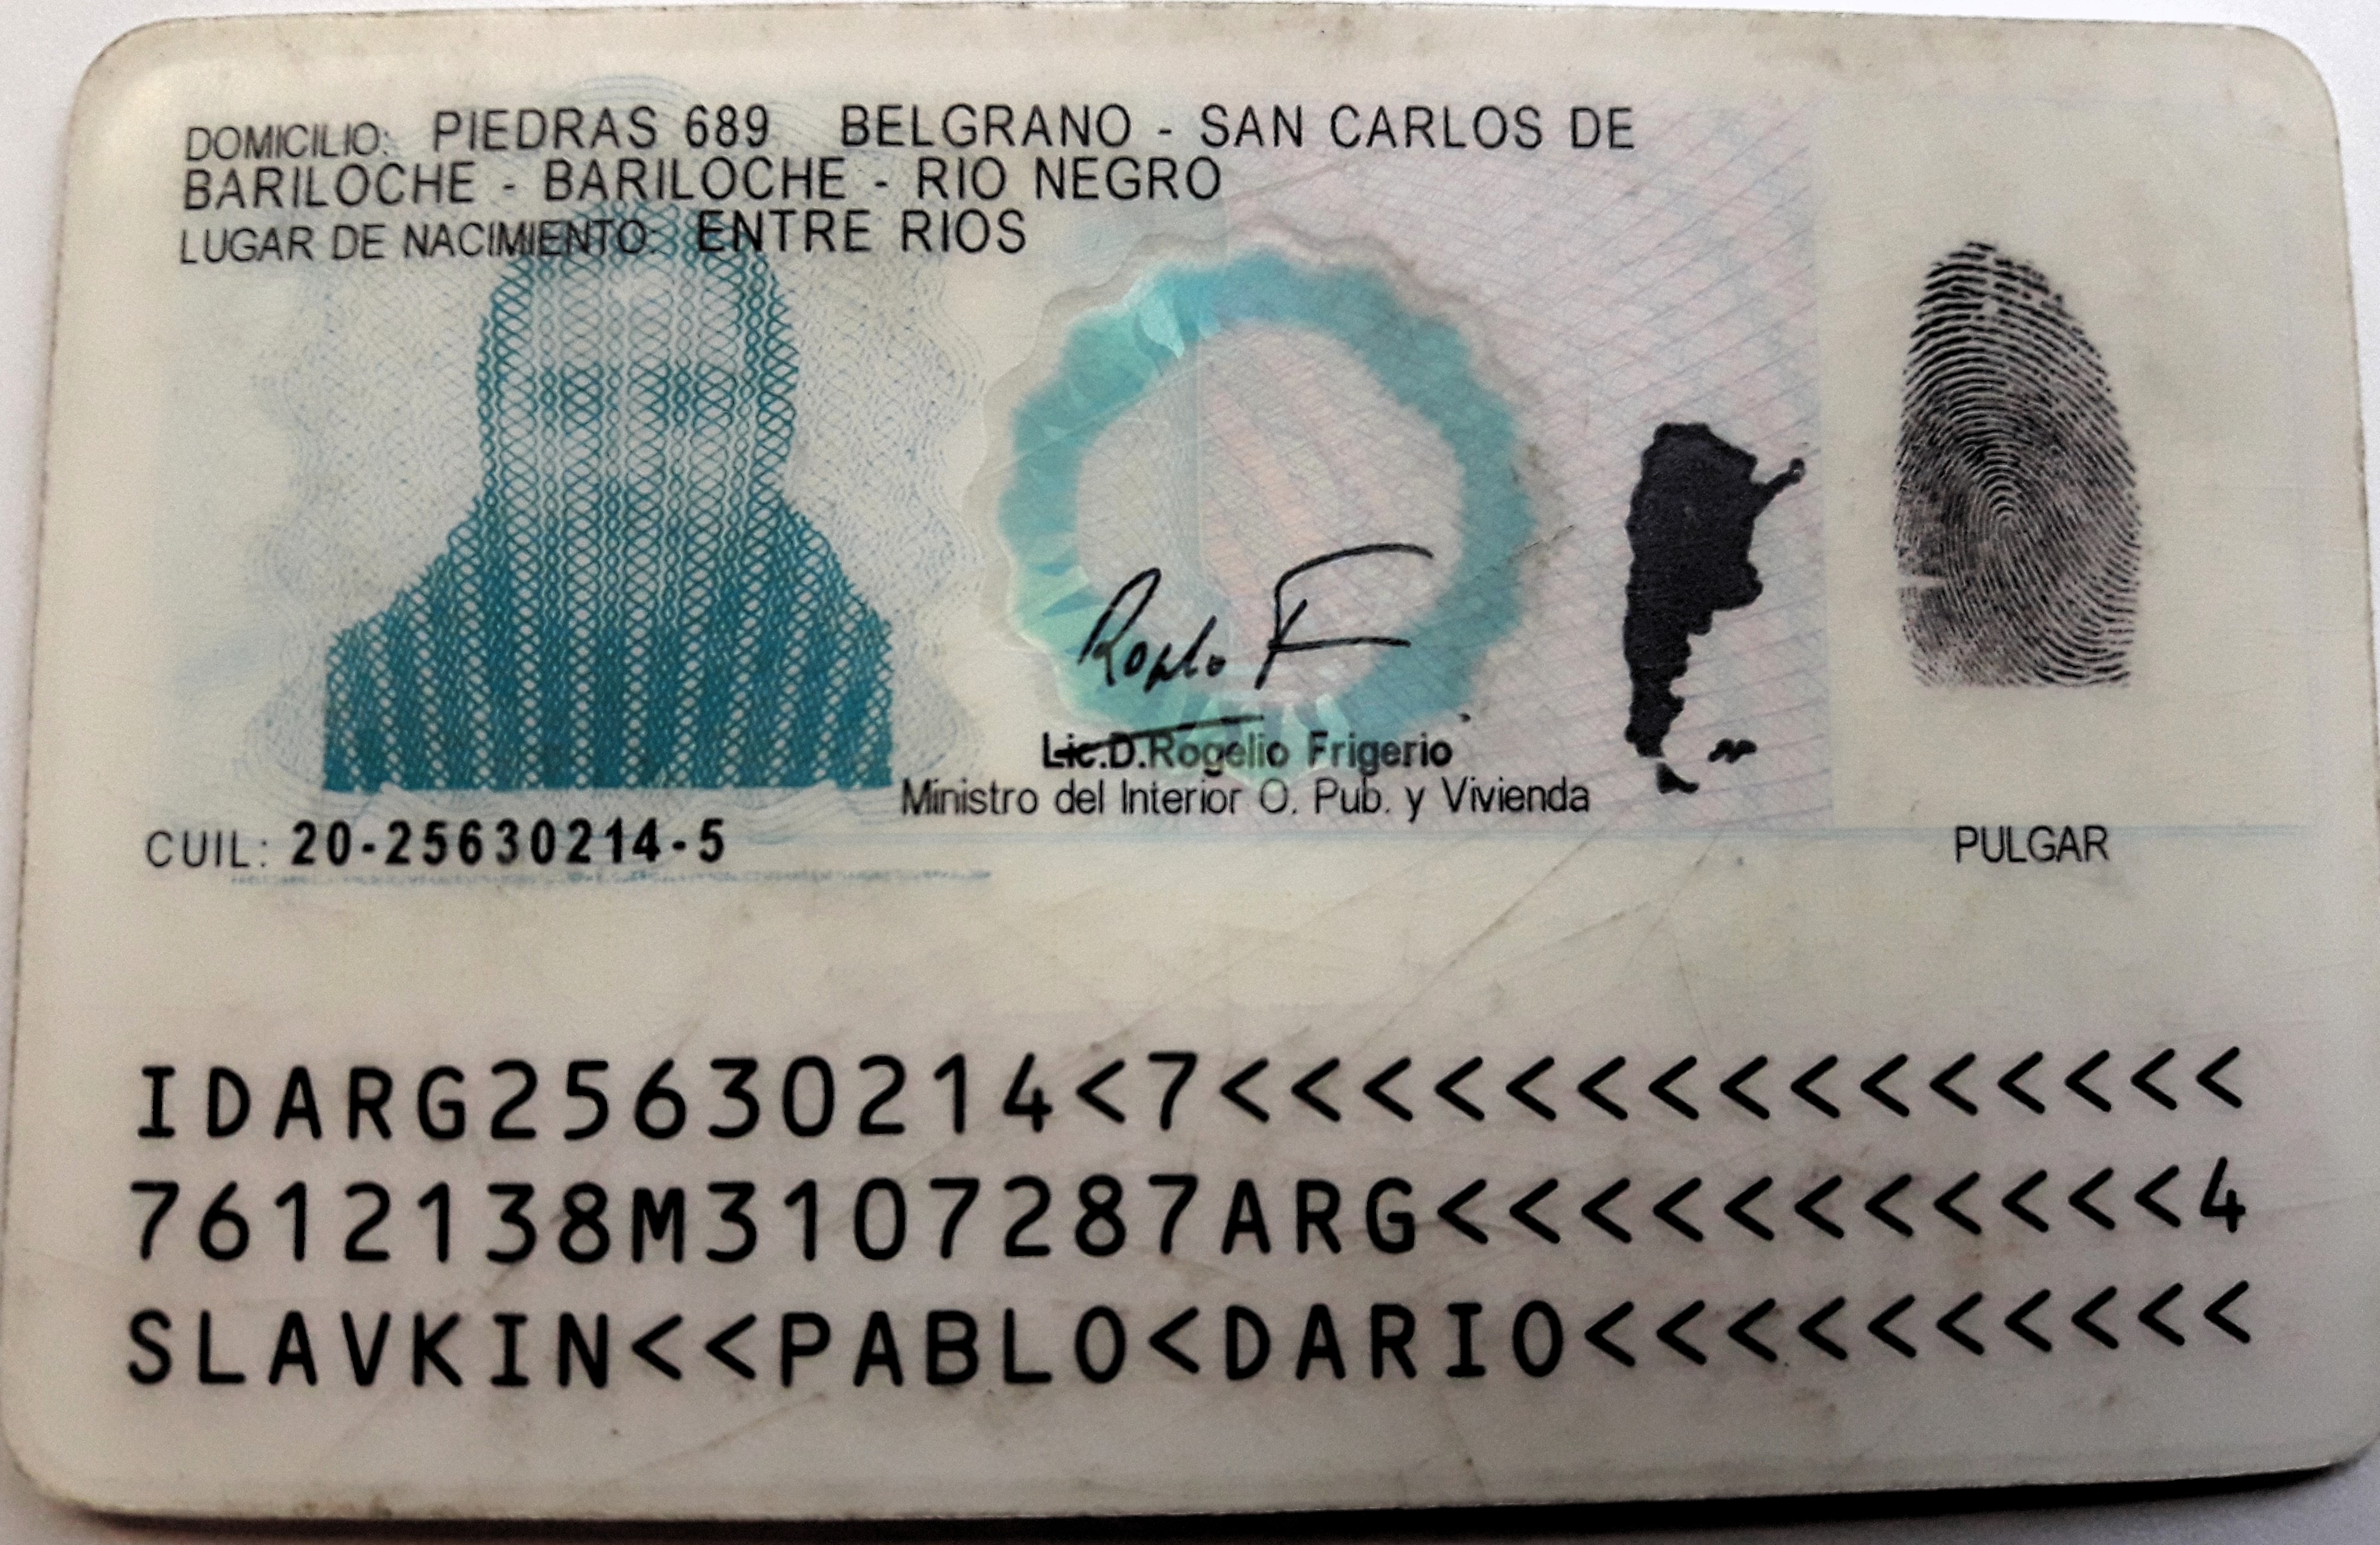 DOMICILIO: PIEDRAS 689 BELGRANO - SAN CARLOS DE
BARILOCHE - BARILOCHE - RIO NEGRO
LUGAR DE NACIMIENTO: ENTRE RIOS
Lic.D.Rogelio Frigerio
Ministro del Interior O. Pub. y Vivienda
CUIL: 20-25630214-5
PULGAR
IDARG25630214<7<<<<<<<<<<<<<<<
7612138M3107287ARG<<<<<<<<<<<4
SLAVKIN<<PABLO<DARIO<<<<<<<<<<